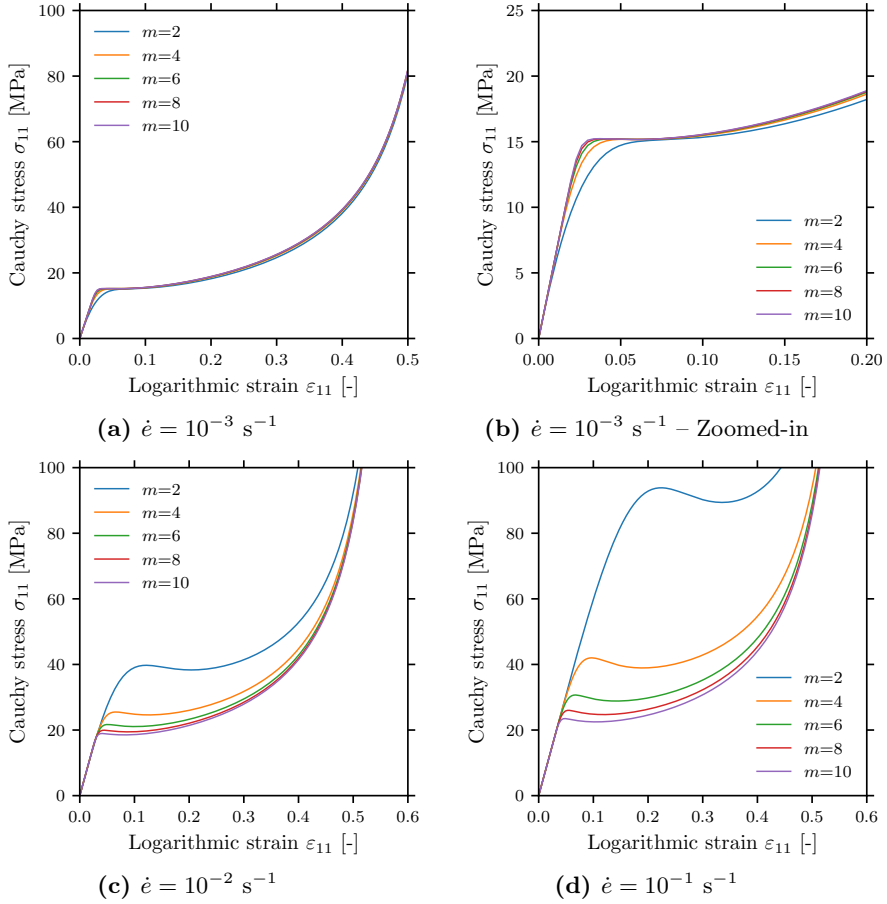 100
80
60
40
20
0
Cauchy stress σ₁₁ [MPa]
m=2
m=4
m=6
m=8
m=10
0.0 0.1 0.2 0.3 0.4 0.5
Logarithmic strain ε₁₁ [-]
(a) ė = 10⁻³ s⁻¹
25
20
15
10
5
0
Cauchy stress σ₁₁ [MPa]
m=2
m=4
m=6
m=8
m=10
0.00 0.05 0.10 0.15 0.20
Logarithmic strain ε₁₁ [-]
(b) ė = 10⁻³ s⁻¹ – Zoomed-in
100
80
60
40
20
0
Cauchy stress σ₁₁ [MPa]
m=2
m=4
m=6
m=8
m=10
0.0 0.1 0.2 0.3 0.4 0.5 0.6
Logarithmic strain ε₁₁ [-]
(c) ė = 10⁻² s⁻¹
100
80
60
40
20
0
Cauchy stress σ₁₁ [MPa]
m=2
m=4
m=6
m=8
m=10
0.0 0.1 0.2 0.3 0.4 0.5 0.6
Logarithmic strain ε₁₁ [-]
(d) ė = 10⁻¹ s⁻¹